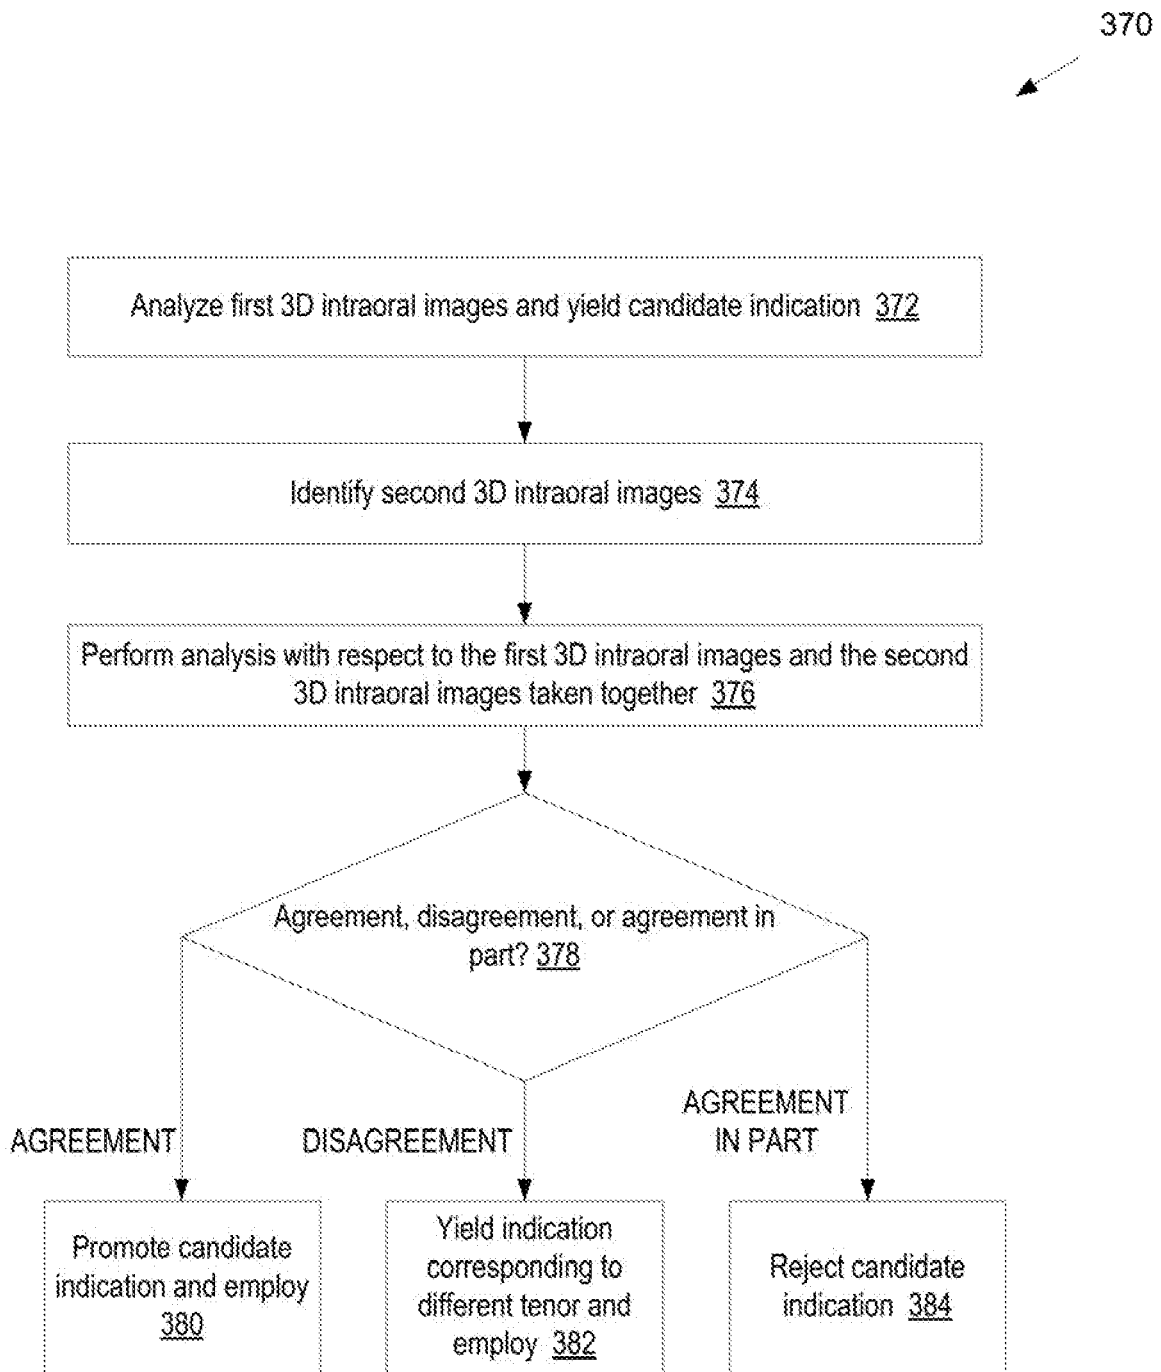 370
Analyze first 3D intraoral images and yield candidate indication 372
Identify second 3D intraoral images 374
Perform analysis with respect to the first 3D intraoral images and the second
3D intraoral images taken together 376
Agreement, disagreement, or agreement in
part? 378
AGREEMENT
DISAGREEMENT
AGREEMENT
IN PART
Promote candidate
indication and employ
380
Yield indication
corresponding to
different tenor and
employ 382
Reject candidate
indication 384